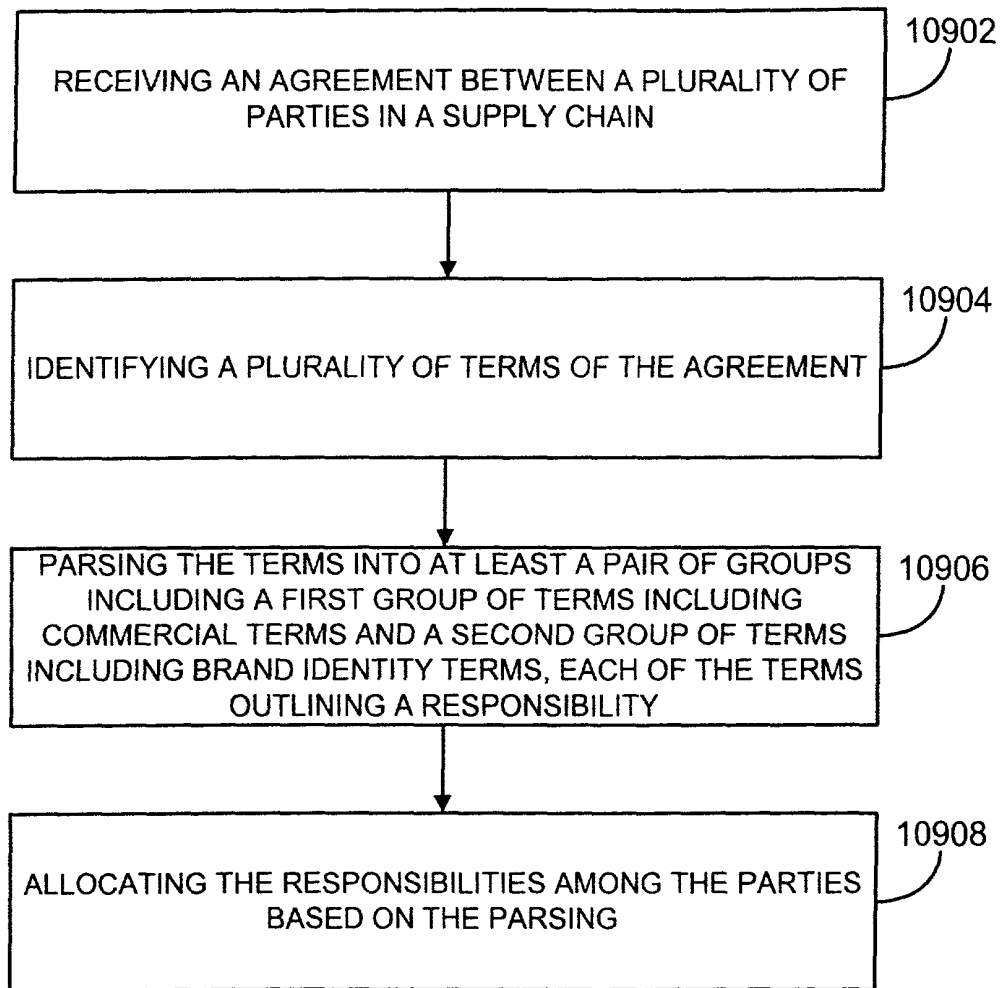 10902
RECEIVING AN AGREEMENT BETWEEN A PLURALITY OF
PARTIES IN A SUPPLY CHAIN
10904
IDENTIFYING A PLURALITY OF TERMS OF THE AGREEMENT
10906
PARSING THE TERMS INTO AT LEAST A PAIR OF GROUPS
INCLUDING A FIRST GROUP OF TERMS INCLUDING
COMMERCIAL TERMS AND A SECOND GROUP OF TERMS
INCLUDING BRAND IDENTITY TERMS, EACH OF THE TERMS
OUTLINING A RESPONSIBILITY
10908
ALLOCATING THE RESPONSIBILITIES AMONG THE PARTIES
BASED ON THE PARSING